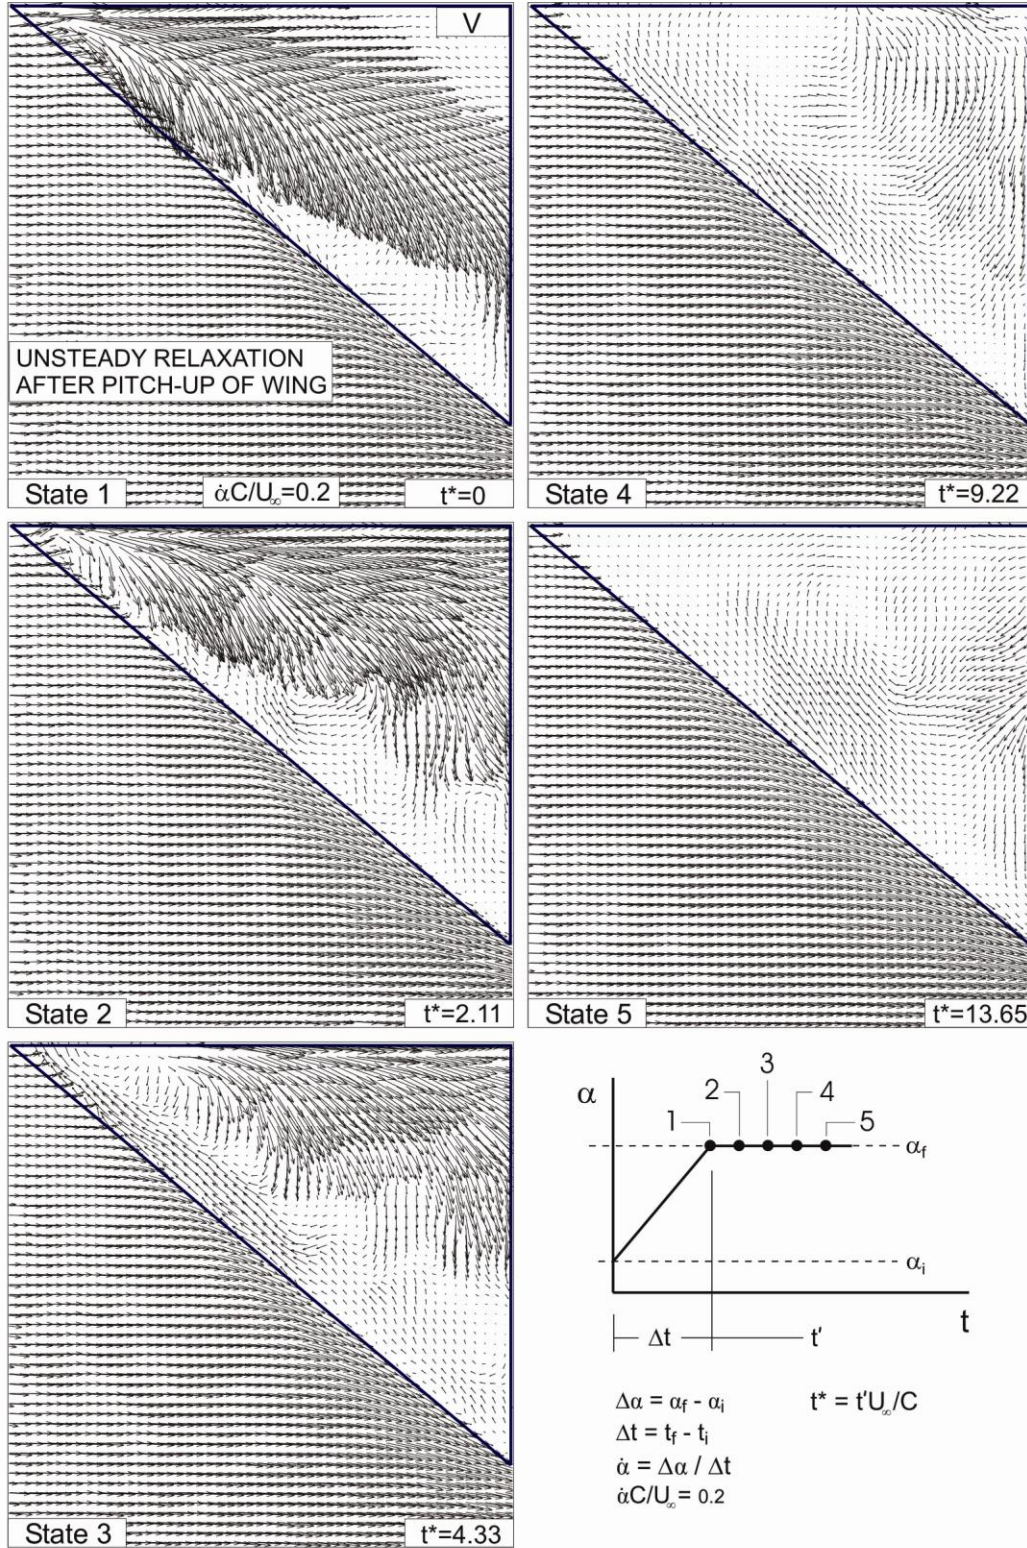 V
UNSTEADY RELAXATION
AFTER PITCH-UP OF WING
State 1
α̇C/U∞=0.2
t*=0
State 4
t*=9.22
State 2
t*=2.11
State 5
t*=13.65
State 3
t*=4.33
α
1
2
3
4
5
αf
αi
t
Δt
t'
Δα = αf - αi
t* = t'U∞/C
Δt = tf - ti
α̇ = Δα / Δt
α̇C/U∞= 0.2